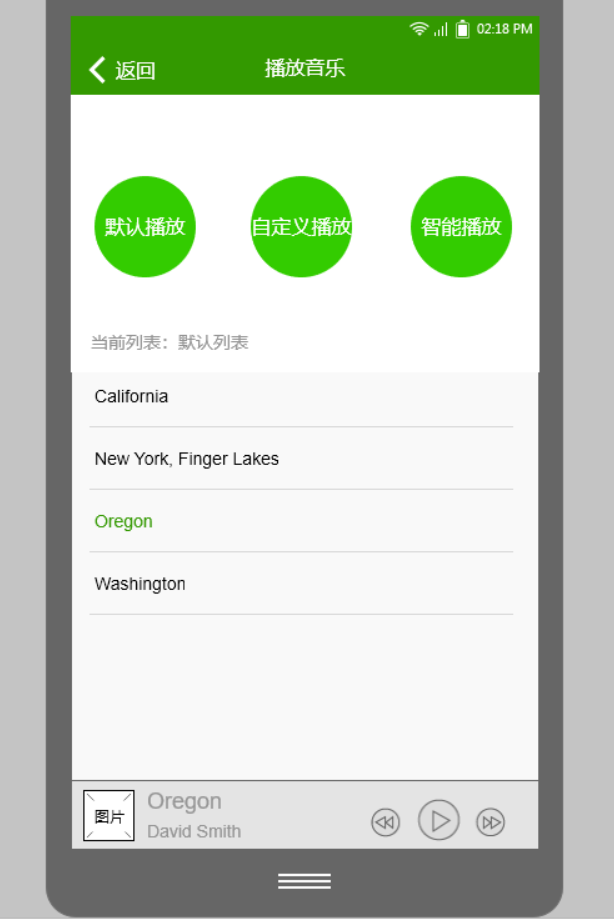 02:18 PM
返回
播放音乐
默认播放
自定义播放
智能播放
当前列表：默认列表
California
New York, Finger Lakes
Oregon
Washington
图片
Oregon
David Smith